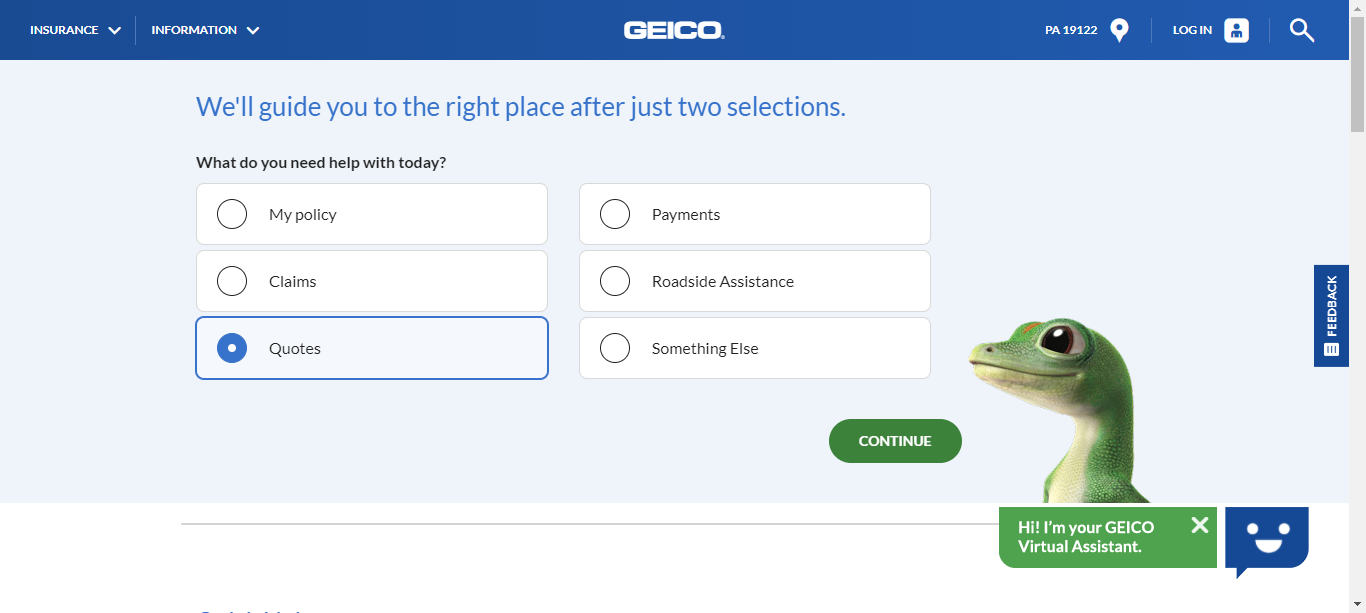 INSURANCE
INFORMATION
GEICO
PA 19122
LOG IN
We'll guide you to the right place after just two selections.
What do you need help with today?
My policy
Payments
Claims
Roadside Assistance
Quotes
Something Else
FEEDBACK
CONTINUE
Hi! I'm your GEICO
Virtual Assistant.